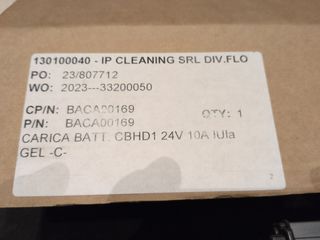 130100040 - IP CLEANING SRL DIV.FLO
PO: 23/807712
WO: 2023---33200050
CP/N: BACA00169 QTY: 1
P/N: BACA00169
CARICA BATT. CBHD1 24V 10A IUIa
GEL -C-
2